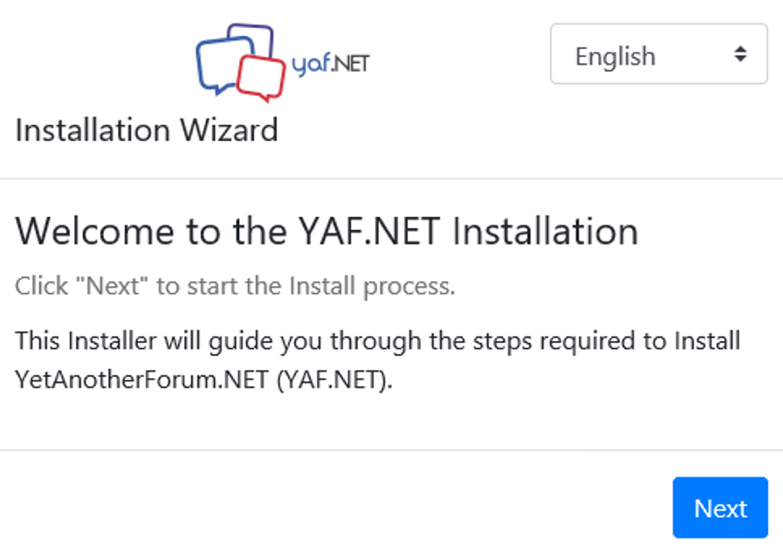 yaf.NET
English
Installation Wizard
Welcome to the YAF.NET Installation
Click "Next" to start the Install process.
This Installer will guide you through the steps required to Install
YetAnotherForum.NET (YAF.NET).
Next